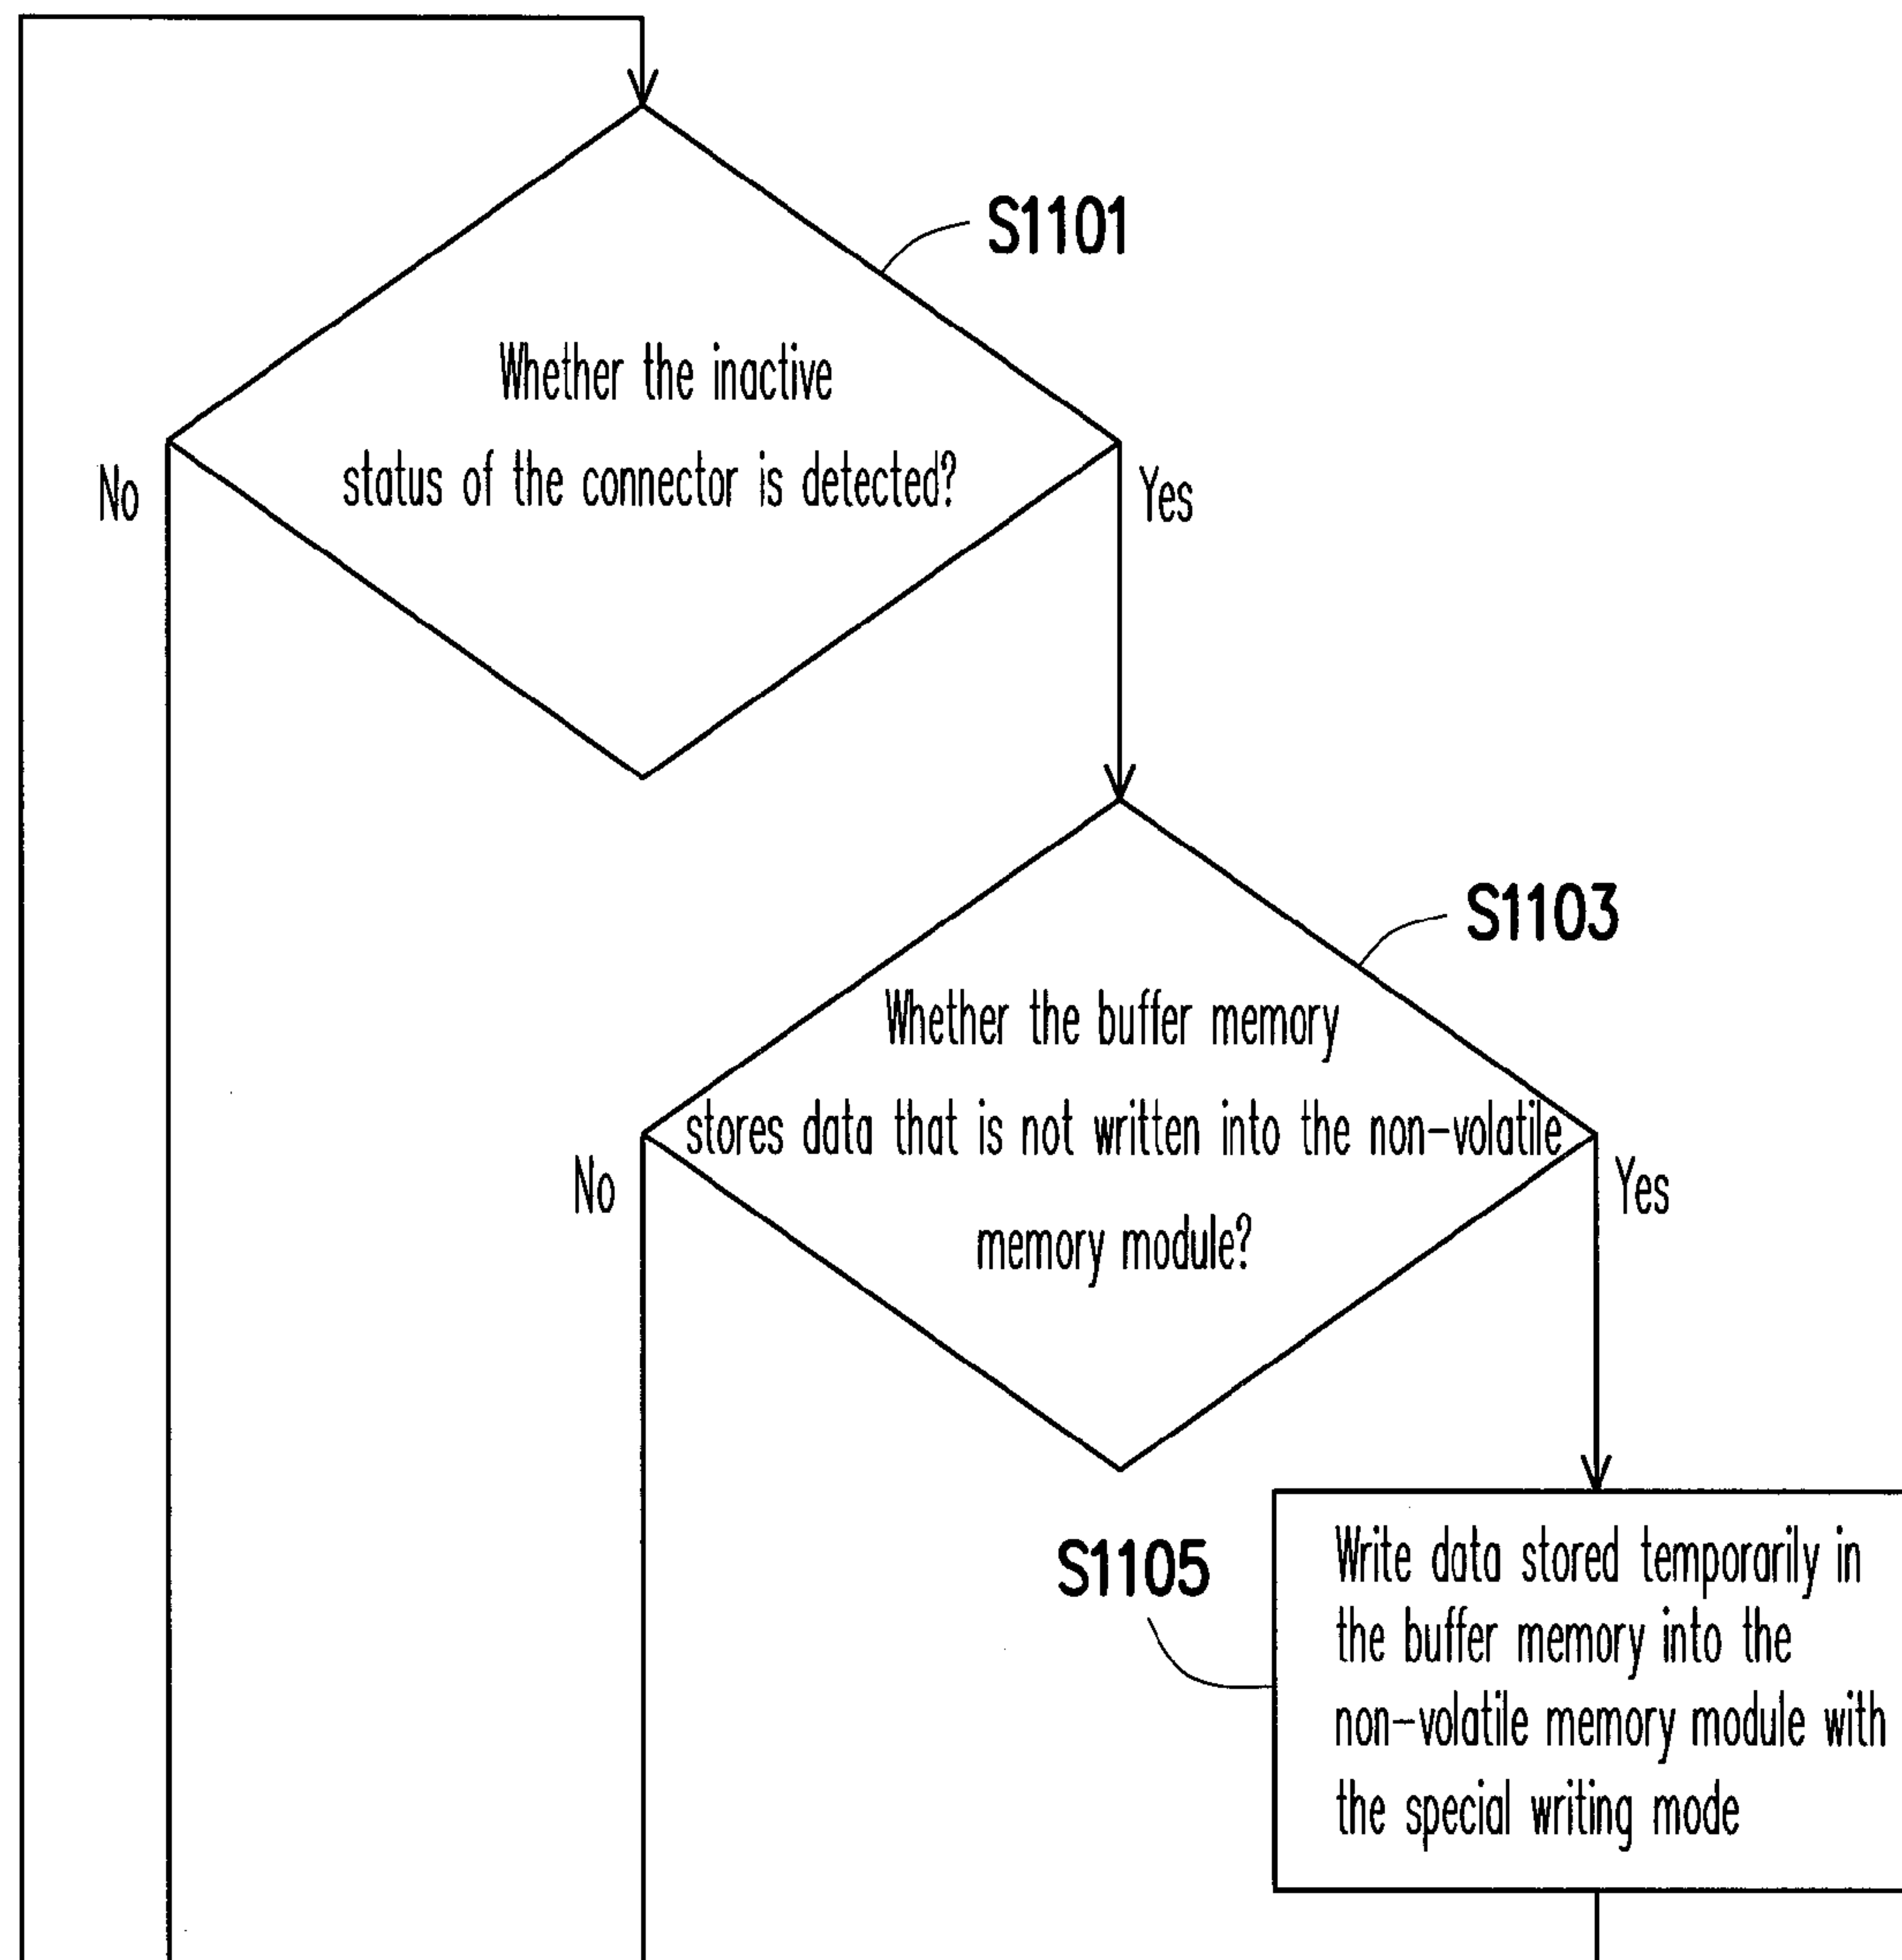 S1101
Whether the inactive
status of the connector is detected?
No
Yes
S1103
Whether the buffer memory
stores data that is not written into the non-volatile
memory module?
No
Yes
S1105
Write data stored temporarily in
the buffer memory into the
non-volatile memory module with
the special writing mode